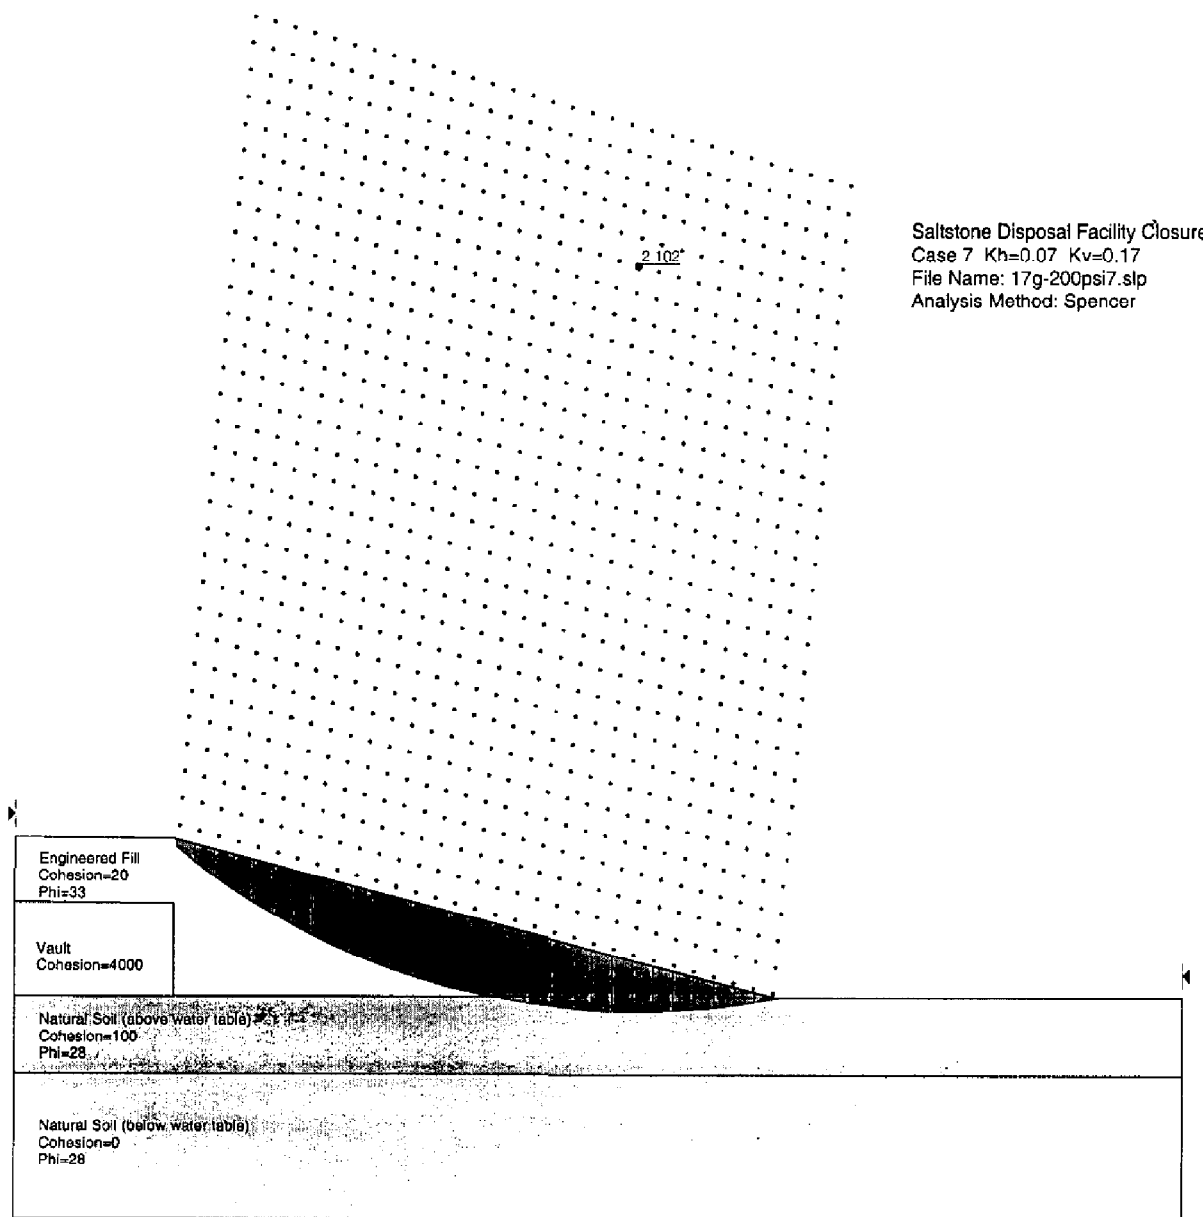 2.102
Saltstone Disposal Facility Closure
Case 7 Kh=0.07 Kv=0.17
File Name: 17g-200psi7.slp
Analysis Method: Spencer
Engineered Fill
Cohesion=20
Phi=33
Vault
Cohesion=4000
Natural Soil (above water table)
Cohesion=100
Phi=28
Natural Soil (below water table)
Cohesion=0
Phi=28